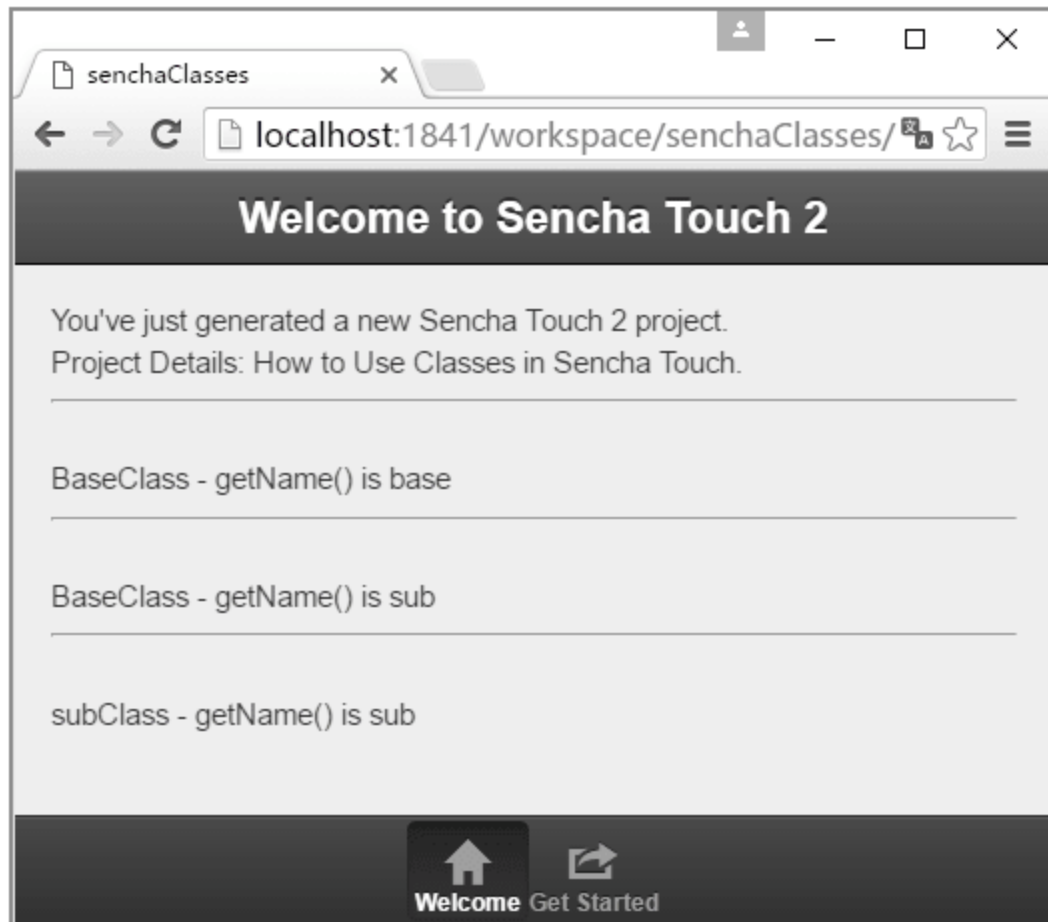 senchaClasses
localhost:1841/workspace/senchaClasses/
Welcome to Sencha Touch 2
You've just generated a new Sencha Touch 2 project.
Project Details: How to Use Classes in Sencha Touch.
BaseClass - getName() is base
BaseClass - getName() is sub
subClass - getName() is sub
Welcome Get Started